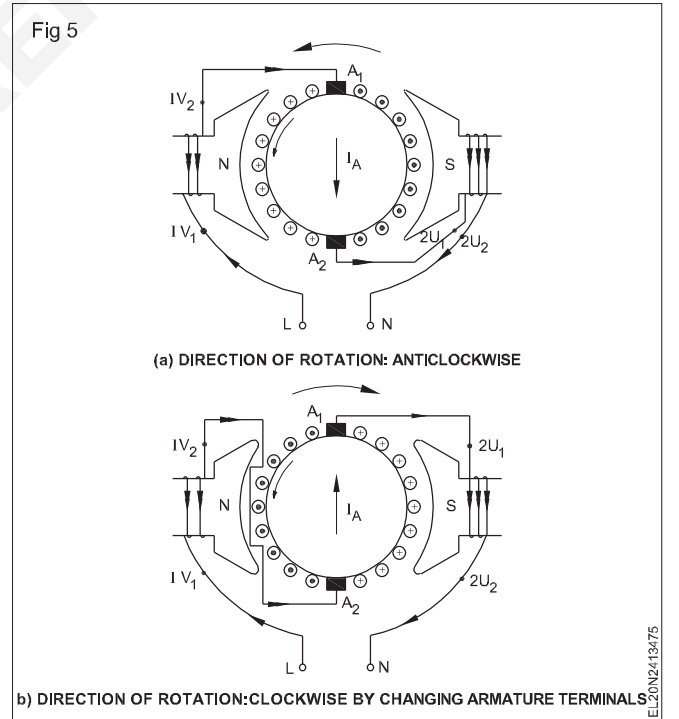 Fig 5
A1
IV2
N
IA
S
IV1
2U1
2U2
A2
L
N
(a) DIRECTION OF ROTATION: ANTICLOCKWISE
A1
IV2
2U1
N
IA
S
IV1
2U2
A2
L
N
b) DIRECTION OF ROTATION:CLOCKWISE BY CHANGING ARMATURE TERMINALS
EL20N2413475